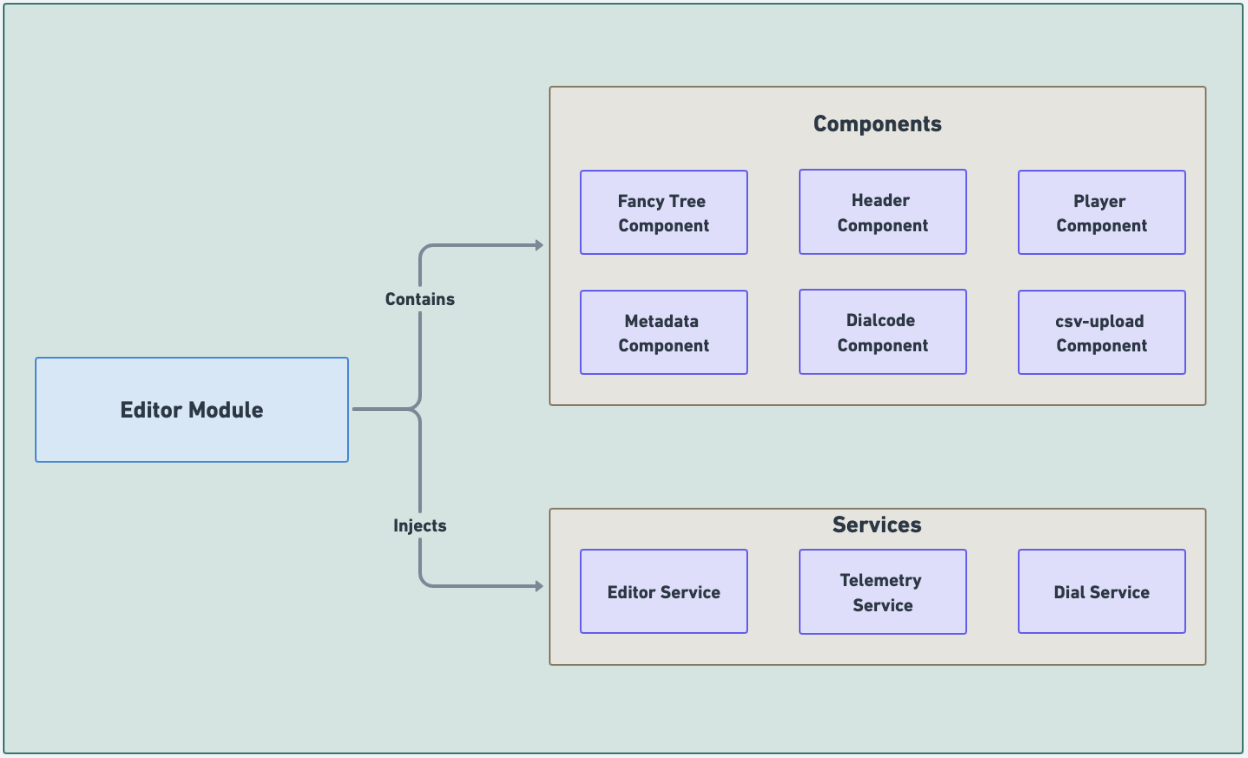 Components
Fancy Tree
Component
Header
Component
Player
Component
Metadata
Component
Dialcode
Component
csv-upload
Component
Contains
Editor Module
Injects
Services
Editor Service
Telemetry
Service
Dial Service